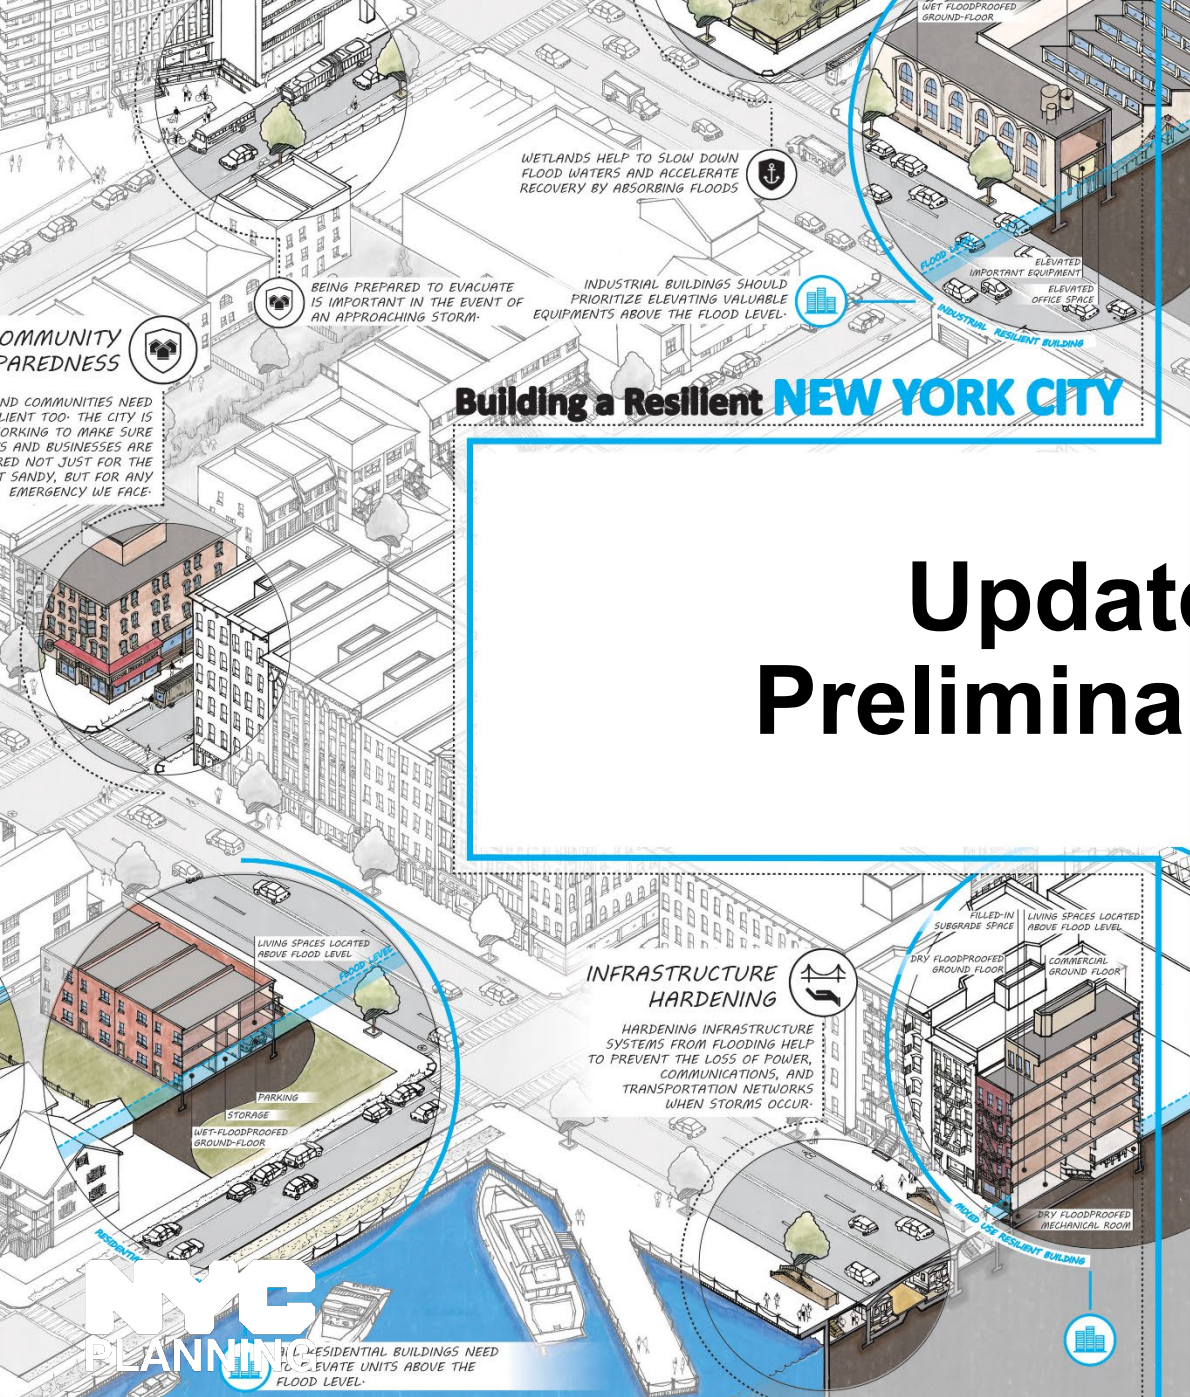 WET FLOODPROOFED
GROUND-FLOOR
WETLANDS HELP TO SLOW DOWN
FLOOD WATERS AND ACCELERATE
RECOVERY BY ABSORBING FLOODS
FLOOD LEVEL
ELEVATED
IMPORTANT EQUIPMENT
ELEVATED
OFFICE SPACE
INDUSTRIAL RESILIENT BUILDING
BEING PREPARED TO EVACUATE
IS IMPORTANT IN THE EVENT OF
AN APPROACHING STORM.
INDUSTRIAL BUILDINGS SHOULD
PRIORITIZE ELEVATING VALUABLE
EQUIPMENTS ABOVE THE FLOOD LEVEL.
OMMUNITY
PAREDNESS
ND COMMUNITIES NEED
LIENT TOO. THE CITY IS
ORKING TO MAKE SURE
S AND BUSINESSES ARE
RED NOT JUST FOR THE
T SANDY, BUT FOR ANY
EMERGENCY WE FACE.
Building a Resilient NEW YORK CITY
Update
Prelimina
LIVING SPACES LOCATED
ABOVE FLOOD LEVEL
FLOOD LEVEL
PARKING
STORAGE
WET-FLOODPROOFED
GROUND-FLOOR
RESIDENTIAL
INFRASTRUCTURE
HARDENING
HARDENING INFRASTRUCTURE
SYSTEMS FROM FLOODING HELP
TO PREVENT THE LOSS OF POWER,
COMMUNICATIONS, AND
TRANSPORTATION NETWORKS
WHEN STORMS OCCUR.
FILLED-IN
SUBGRADE SPACE
LIVING SPACES LOCATED
ABOVE FLOOD LEVEL
DRY FLOODPROOFED
GROUND FLOOR
COMMERCIAL
GROUND FLOOR
DRY FLOODPROOFED
MECHANICAL ROOM
MIXED USE RESILIENT BUILDING
NYC
PLANNING
RESIDENTIAL BUILDINGS NEED
ELEVATE UNITS ABOVE THE
FLOOD LEVEL.